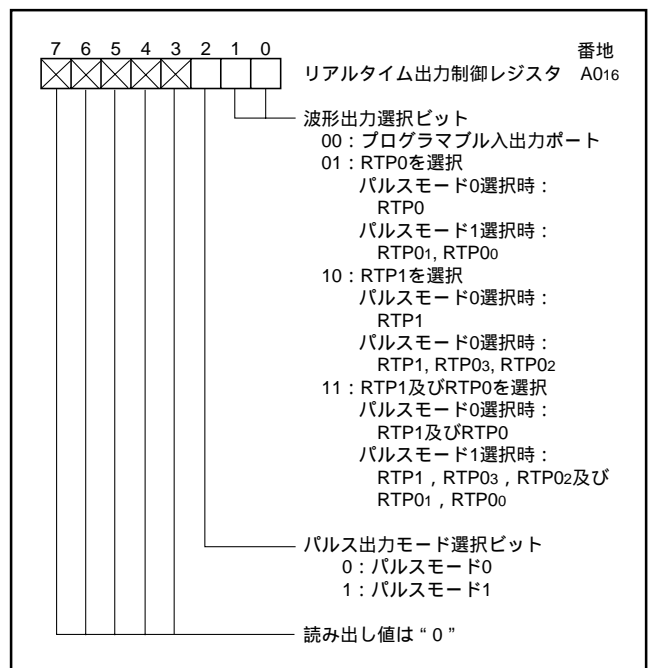 7 6 5 4 3 2 1 0
番地
リアルタイム出力制御レジスタ A016
波形出力選択ビット
00：プログラマブル入出力ポート
01：RTP0を選択
パルスモード0選択時：
RTP0
パルスモード1選択時：
RTP01, RTP00
10：RTP1を選択
パルスモード0選択時：
RTP1
パルスモード0選択時：
RTP1, RTP03, RTP02
11：RTP1及びRTP0を選択
パルスモード0選択時：
RTP1及びRTP0
パルスモード1選択時：
RTP1，RTP03，RTP02及び
RTP01，RTP00
パルス出力モード選択ビット
0：パルスモード0
1：パルスモード1
読み出し値は“0”